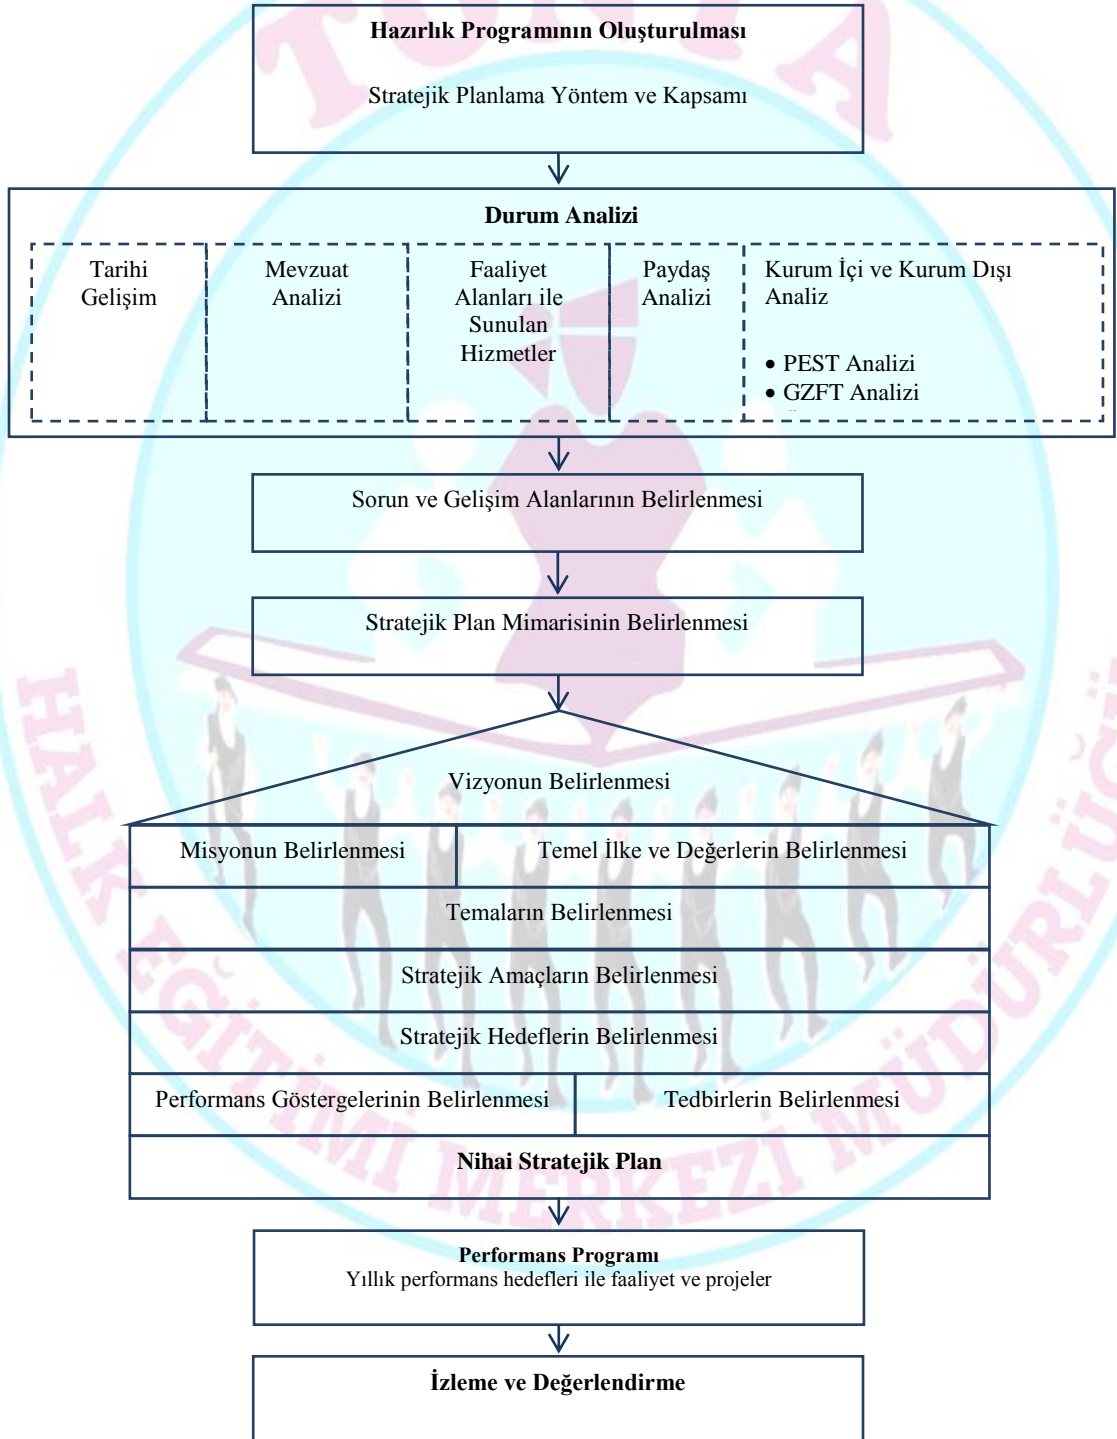 Hazırlık Programının Oluşturulması
Stratejik Planlama Yöntem ve Kapsamı
Durum Analizi
Tarihi
Gelişim
Mevzuat
Analizi
Faaliyet
Alanları ile
Sunulan
Hizmetler
Paydaş
Analizi
Kurum İçi ve Kurum Dışı
Analiz
• PEST Analizi
• GZFT Analizi
Sorun ve Gelişim Alanlarının Belirlenmesi
Stratejik Plan Mimarisinin Belirlenmesi
Vizyonun Belirlenmesi
Misyonun Belirlenmesi
Temel İlke ve Değerlerin Belirlenmesi
Temaların Belirlenmesi
Stratejik Amaçların Belirlenmesi
Stratejik Hedeflerin Belirlenmesi
Performans Göstergelerinin Belirlenmesi
Tedbirlerin Belirlenmesi
Nihai Stratejik Plan
Performans Programı
Yıllık performans hedefleri ile faaliyet ve projeler
İzleme ve Değerlendirme
TONYA
HALK EĞİTİMİ MERKEZİ MÜDÜRLÜĞÜ